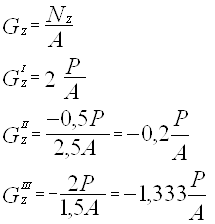 G_Z = N_Z / A
G_Z^I = 2 P / A
G_Z^II = −0,5P / 2,5A = −0,2 P / A
G_Z^III = − 2P / 1,5A = −1,333 P / A